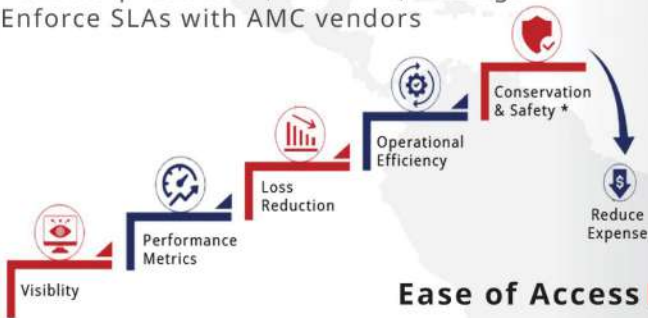 Enforce SLAs with AMC vendors
Conservation
& Safety *
Operational
Efficiency
Loss
Reduction
Performance
Metrics
Visiblity
$
Reduce
Expense
Ease of Access